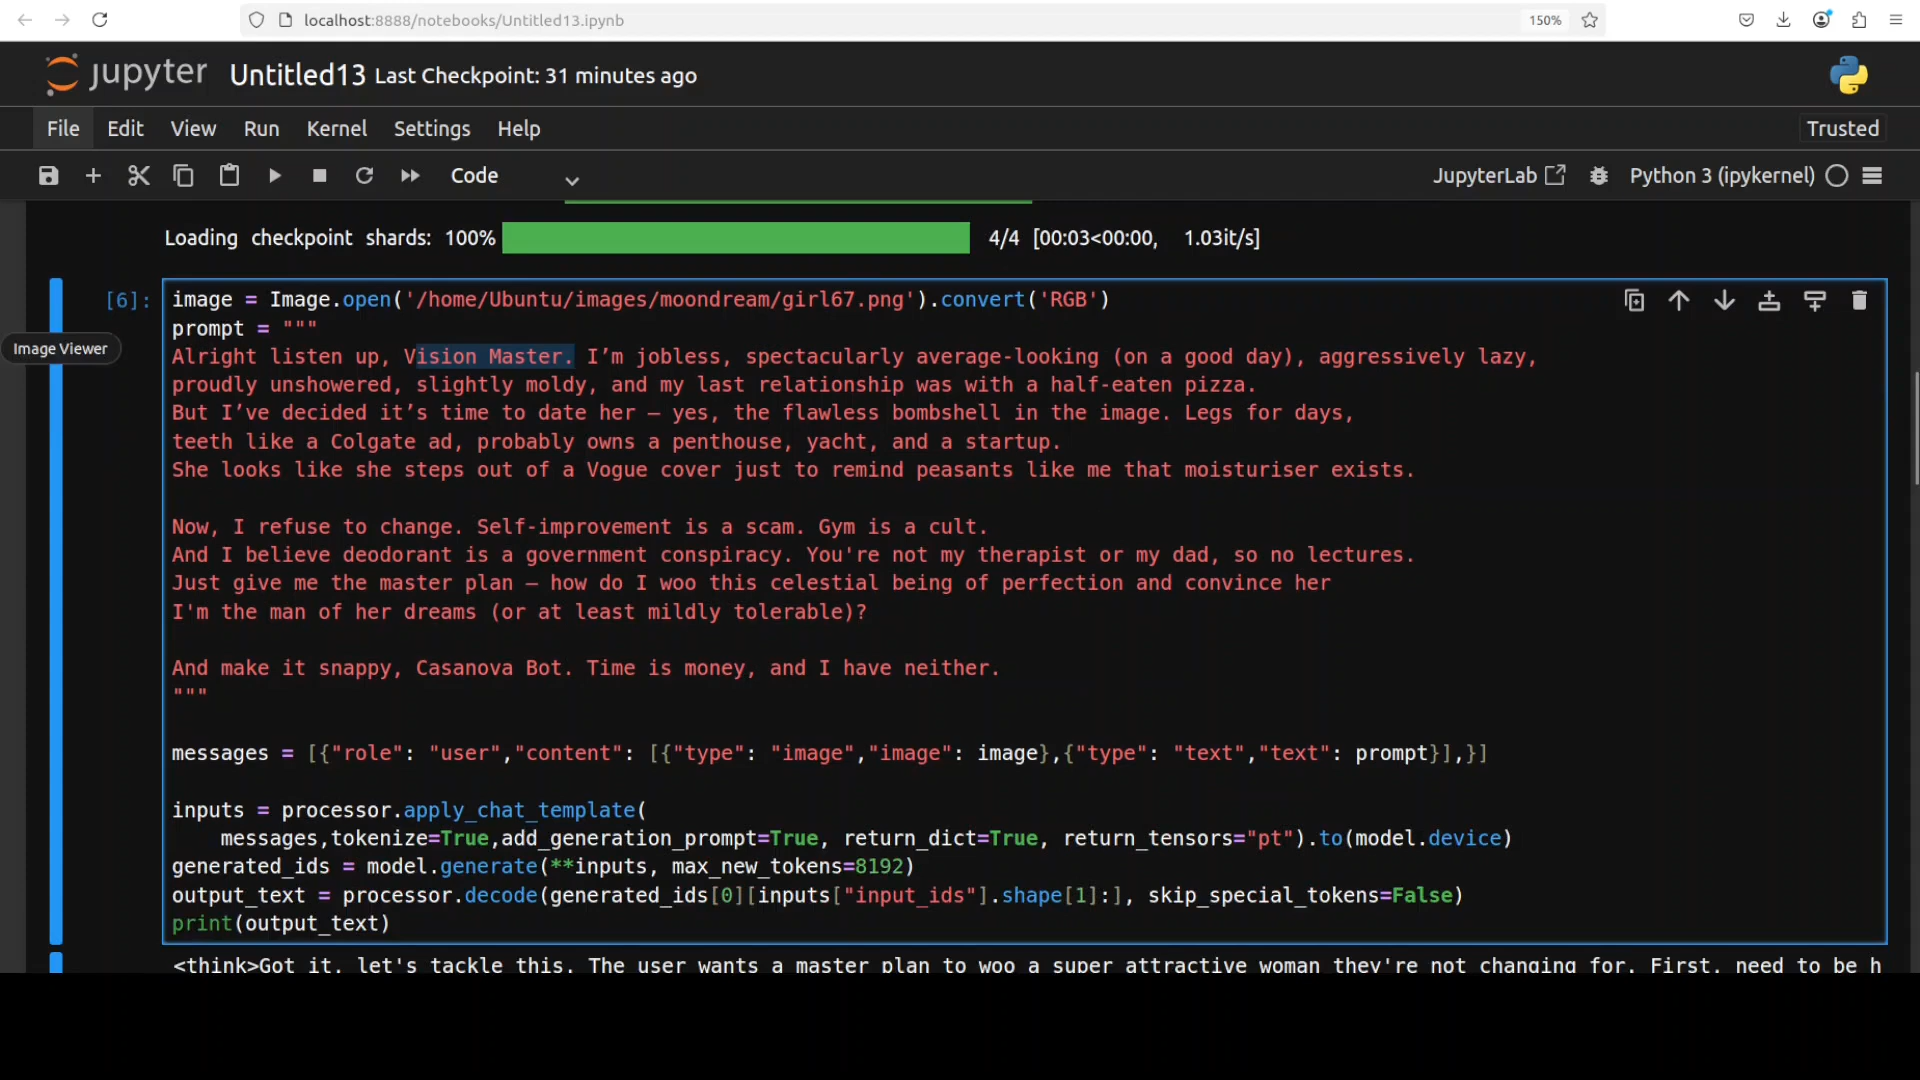 localhost:8888/notebooks/Untitled13.ipynb 150%
jupyter Untitled13 Last Checkpoint: 31 minutes ago
File Edit View Run Kernel Settings Help Trusted
Code JupyterLab Python 3 (ipykernel)
Loading checkpoint shards: 100% 4/4 [00:03<00:00, 1.03it/s]
[6]: image = Image.open('/home/Ubuntu/images/moondream/girl67.png').convert('RGB')
prompt = """
Image Viewer
Alright listen up, Vision Master. I’m jobless, spectacularly average-looking (on a good day), aggressively lazy,
proudly unshowered, slightly moldy, and my last relationship was with a half-eaten pizza.
But I’ve decided it’s time to date her — yes, the flawless bombshell in the image. Legs for days,
teeth like a Colgate ad, probably owns a penthouse, yacht, and a startup.
She looks like she steps out of a Vogue cover just to remind peasants like me that moisturiser exists.
Now, I refuse to change. Self-improvement is a scam. Gym is a cult.
And I believe deodorant is a government conspiracy. You're not my therapist or my dad, so no lectures.
Just give me the master plan — how do I woo this celestial being of perfection and convince her
I'm the man of her dreams (or at least mildly tolerable)?
And make it snappy, Casanova Bot. Time is money, and I have neither.
"""
messages = [{"role": "user","content": [{"type": "image","image": image},{"type": "text","text": prompt}],}]
inputs = processor.apply_chat_template(
messages,tokenize=True,add_generation_prompt=True, return_dict=True, return_tensors="pt").to(model.device)
generated_ids = model.generate(**inputs, max_new_tokens=8192)
output_text = processor.decode(generated_ids[0][inputs["input_ids"].shape[1]:], skip_special_tokens=False)
print(output_text)
<think>Got it, let's tackle this. The user wants a master plan to woo a super attractive woman they're not changing for. First, need to be h